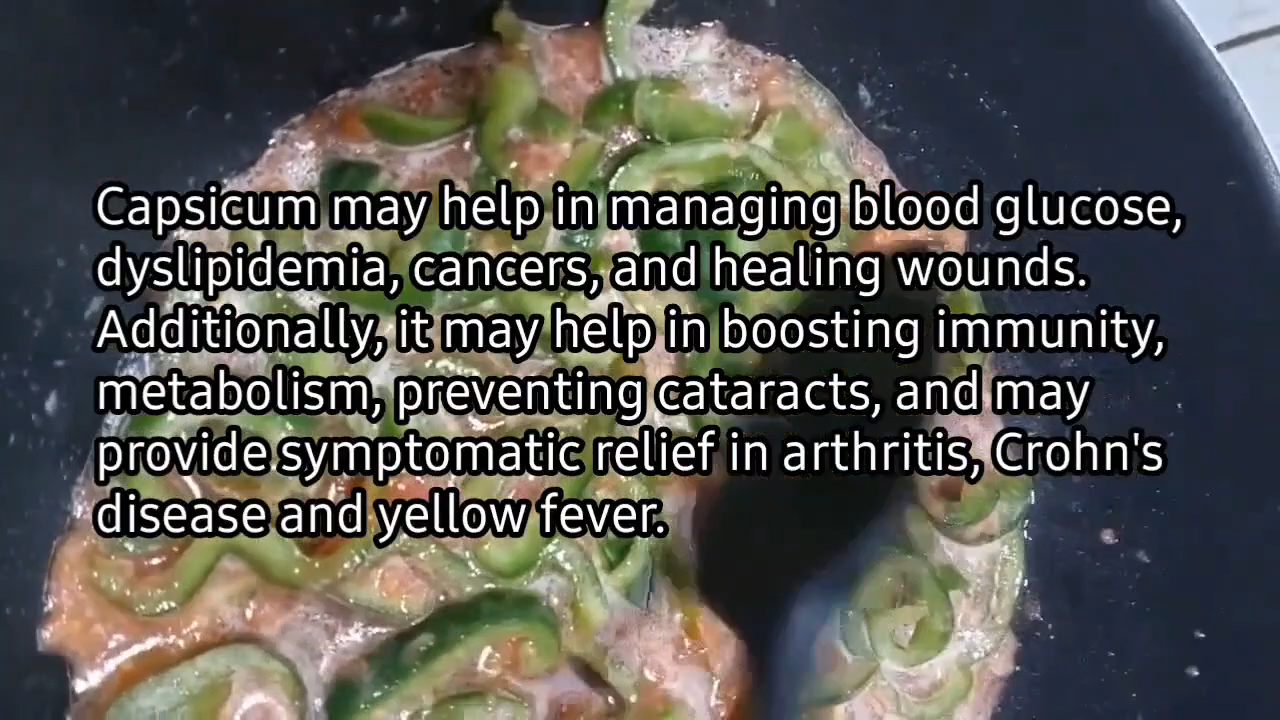 Capsicum may help in managing blood glucose,
dyslipidemia, cancers, and healing wounds.
Additionally, it may help in boosting immunity,
metabolism, preventing cataracts, and may
provide symptomatic relief in arthritis, Crohn's
disease and yellow fever.